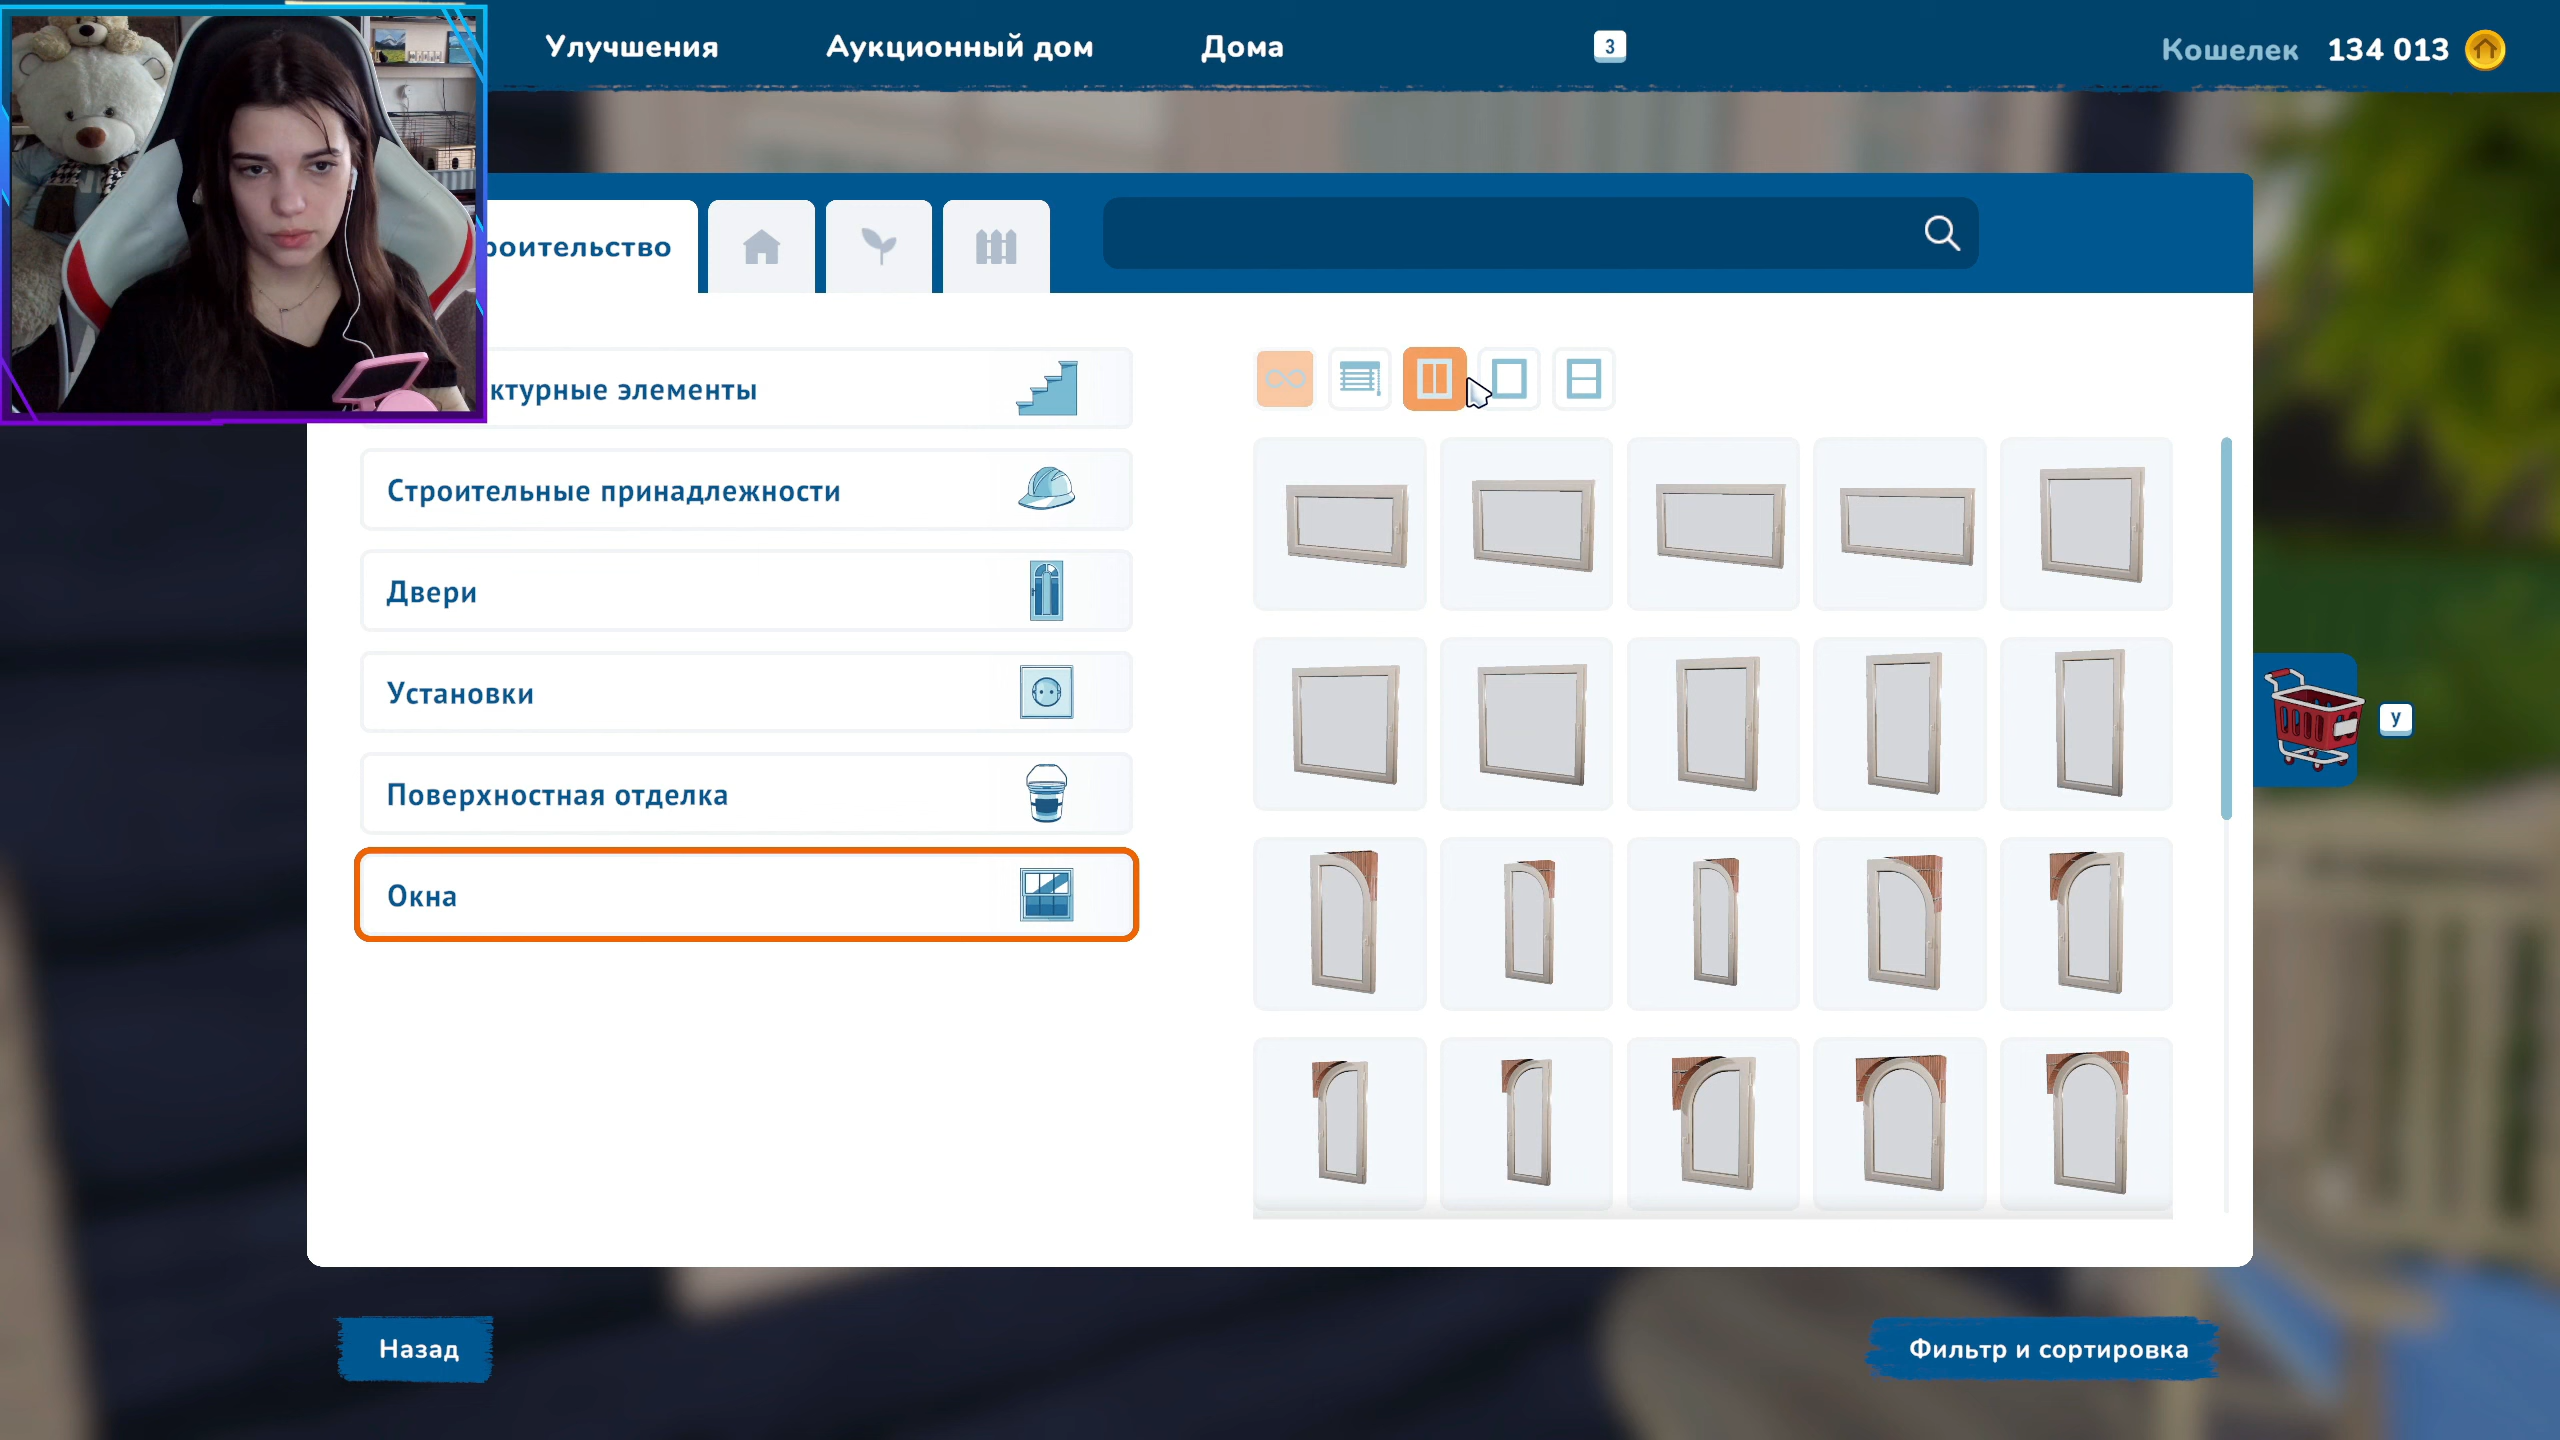 Улучшения
Аукционный дом
Дома
3
Кошелек 134 013
роительство
ктурные элементы
Строительные принадлежности
Двери
Установки
Поверхностная отделка
Окна
У
Назад
Фильтр и сортировка